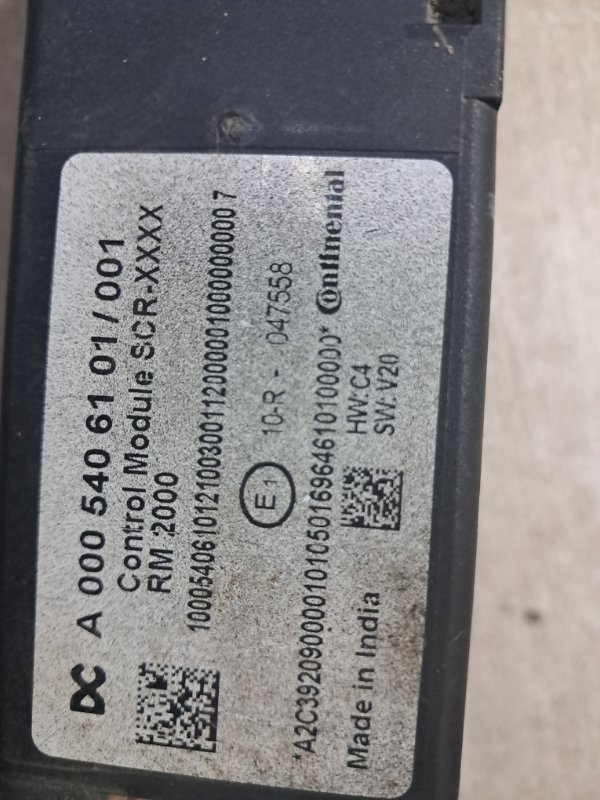 DC A 000 540 61 01 / 001
Control Module SCR-XXXX
RM 2000
10005406101210030011200000100000000007
E1 10-R - 047558
*A2C39209000010105016964610100000* Continental
HW:C4
SW: V20
Made in India